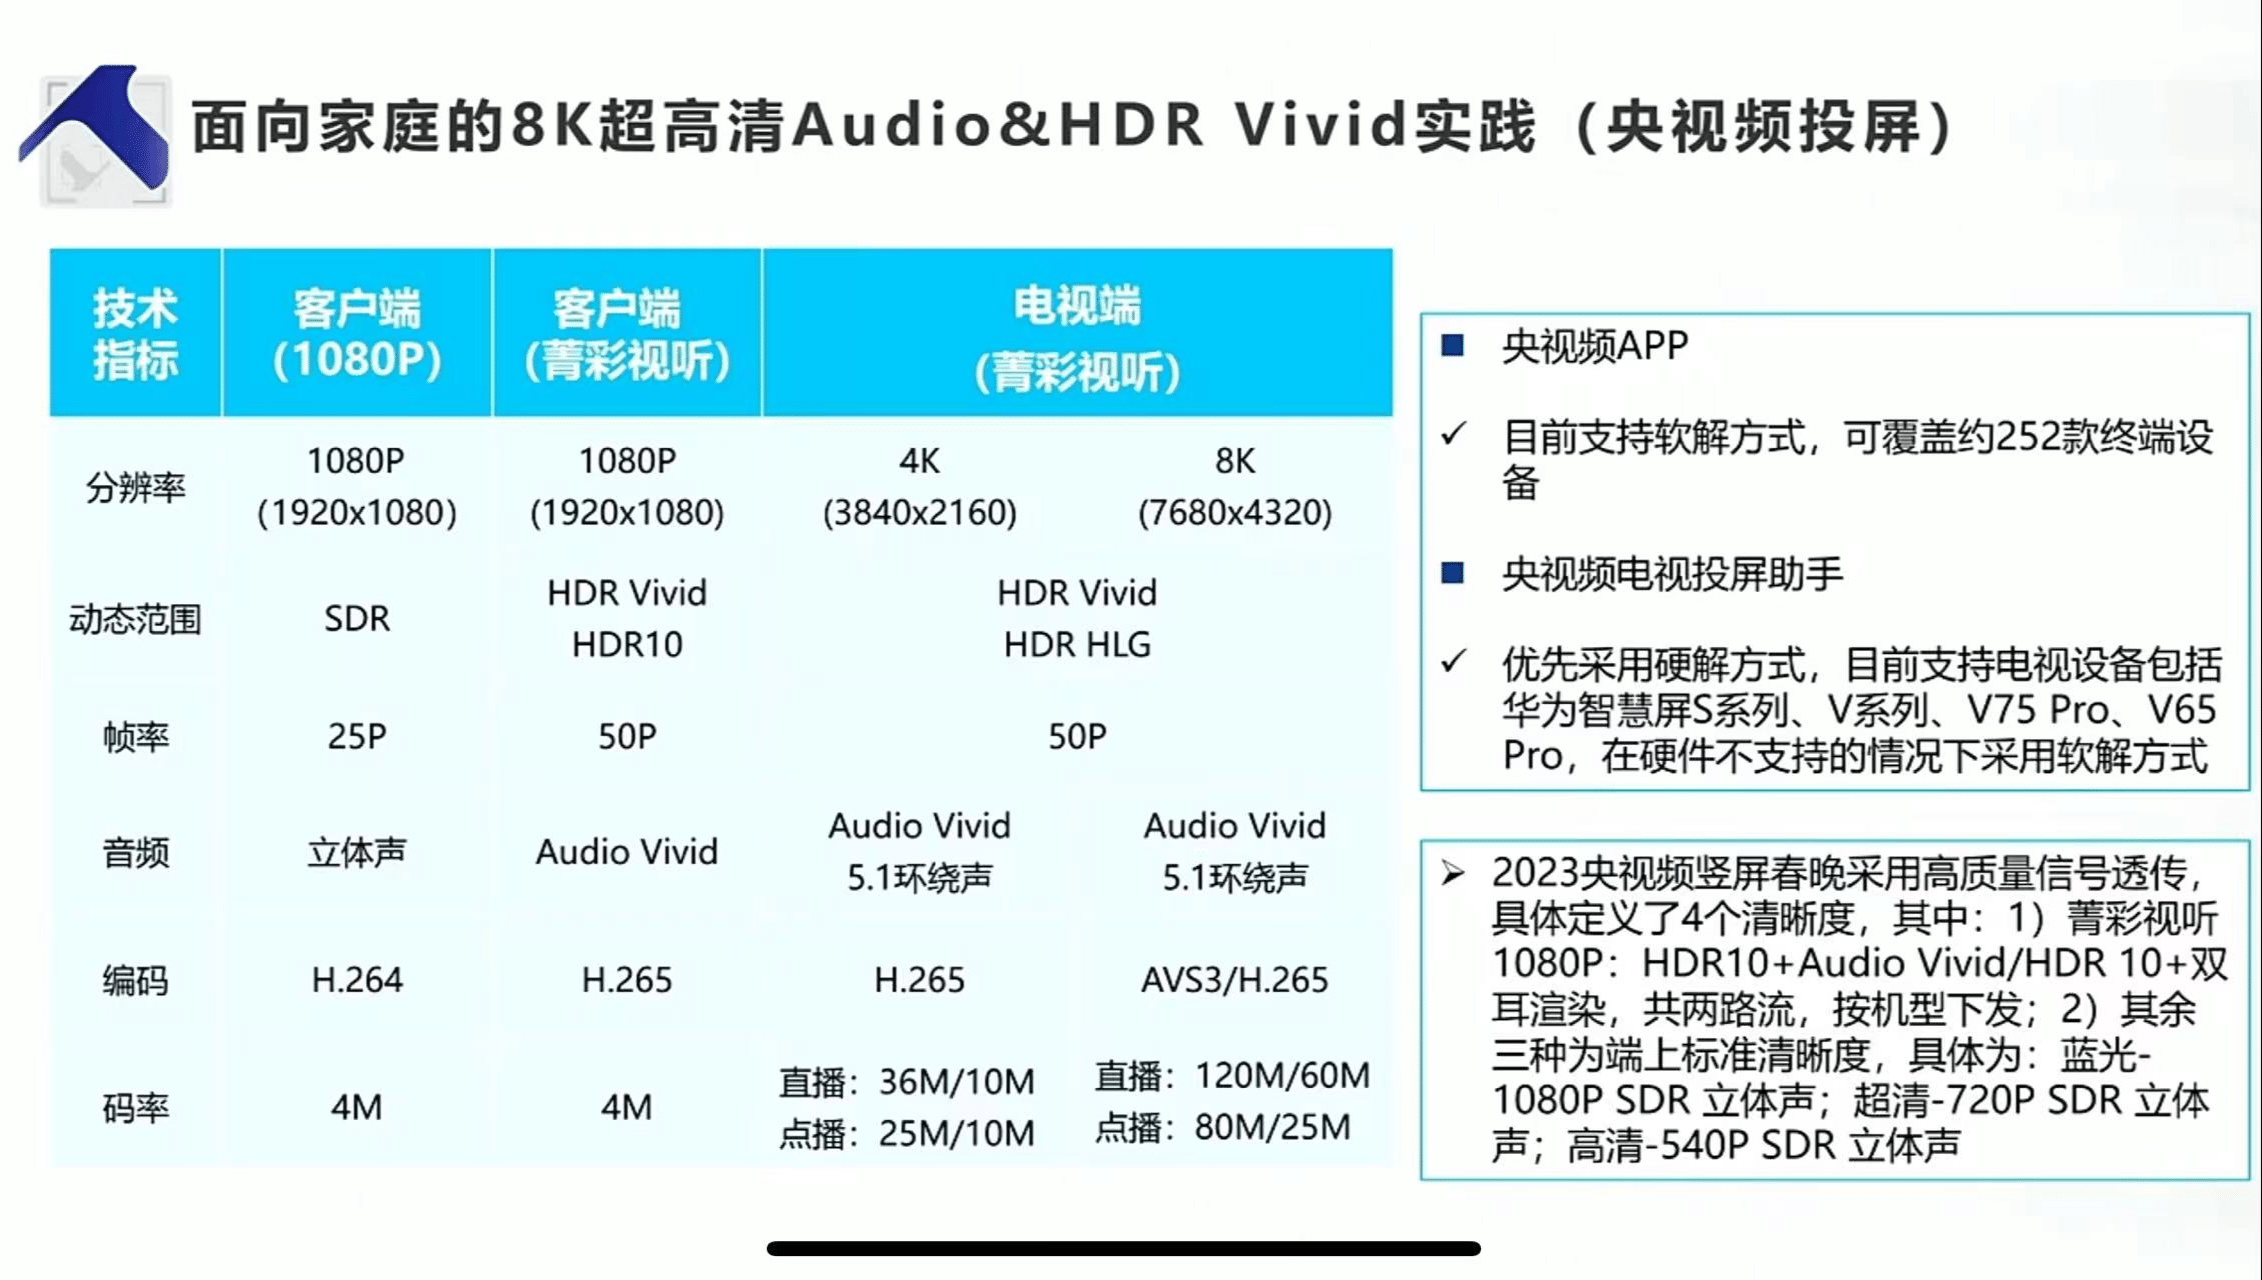 面向家庭的8K超高清Audio&HDR Vivid实践（央视频投屏）
技术
指标
客户端
(1080P)
客户端
(菁彩视听)
电视端
(菁彩视听)
分辨率
1080P
(1920x1080)
1080P
(1920x1080)
4K
(3840x2160)
8K
(7680x4320)
动态范围
SDR
HDR Vivid
HDR10
HDR Vivid
HDR HLG
帧率
25P
50P
50P
音频
立体声
Audio Vivid
Audio Vivid
5.1环绕声
Audio Vivid
5.1环绕声
编码
H.264
H.265
H.265
AVS3/H.265
码率
4M
4M
直播：36M/10M
点播：25M/10M
直播：120M/60M
点播：80M/25M
■ 央视频APP
✓ 目前支持软解方式，可覆盖约252款终端设
备
■ 央视频电视投屏助手
✓ 优先采用硬解方式，目前支持电视设备包括
华为智慧屏S系列、V系列、V75 Pro、V65
Pro，在硬件不支持的情况下采用软解方式
➢ 2023央视频竖屏春晚采用高质量信号透传，
具体定义了4个清晰度，其中：1）菁彩视听
1080P：HDR10+Audio Vivid/HDR 10+双
耳渲染，共两路流，按机型下发；2）其余
三种为端上标准清晰度，具体为：蓝光-
1080P SDR 立体声；超清-720P SDR 立体
声；高清-540P SDR 立体声